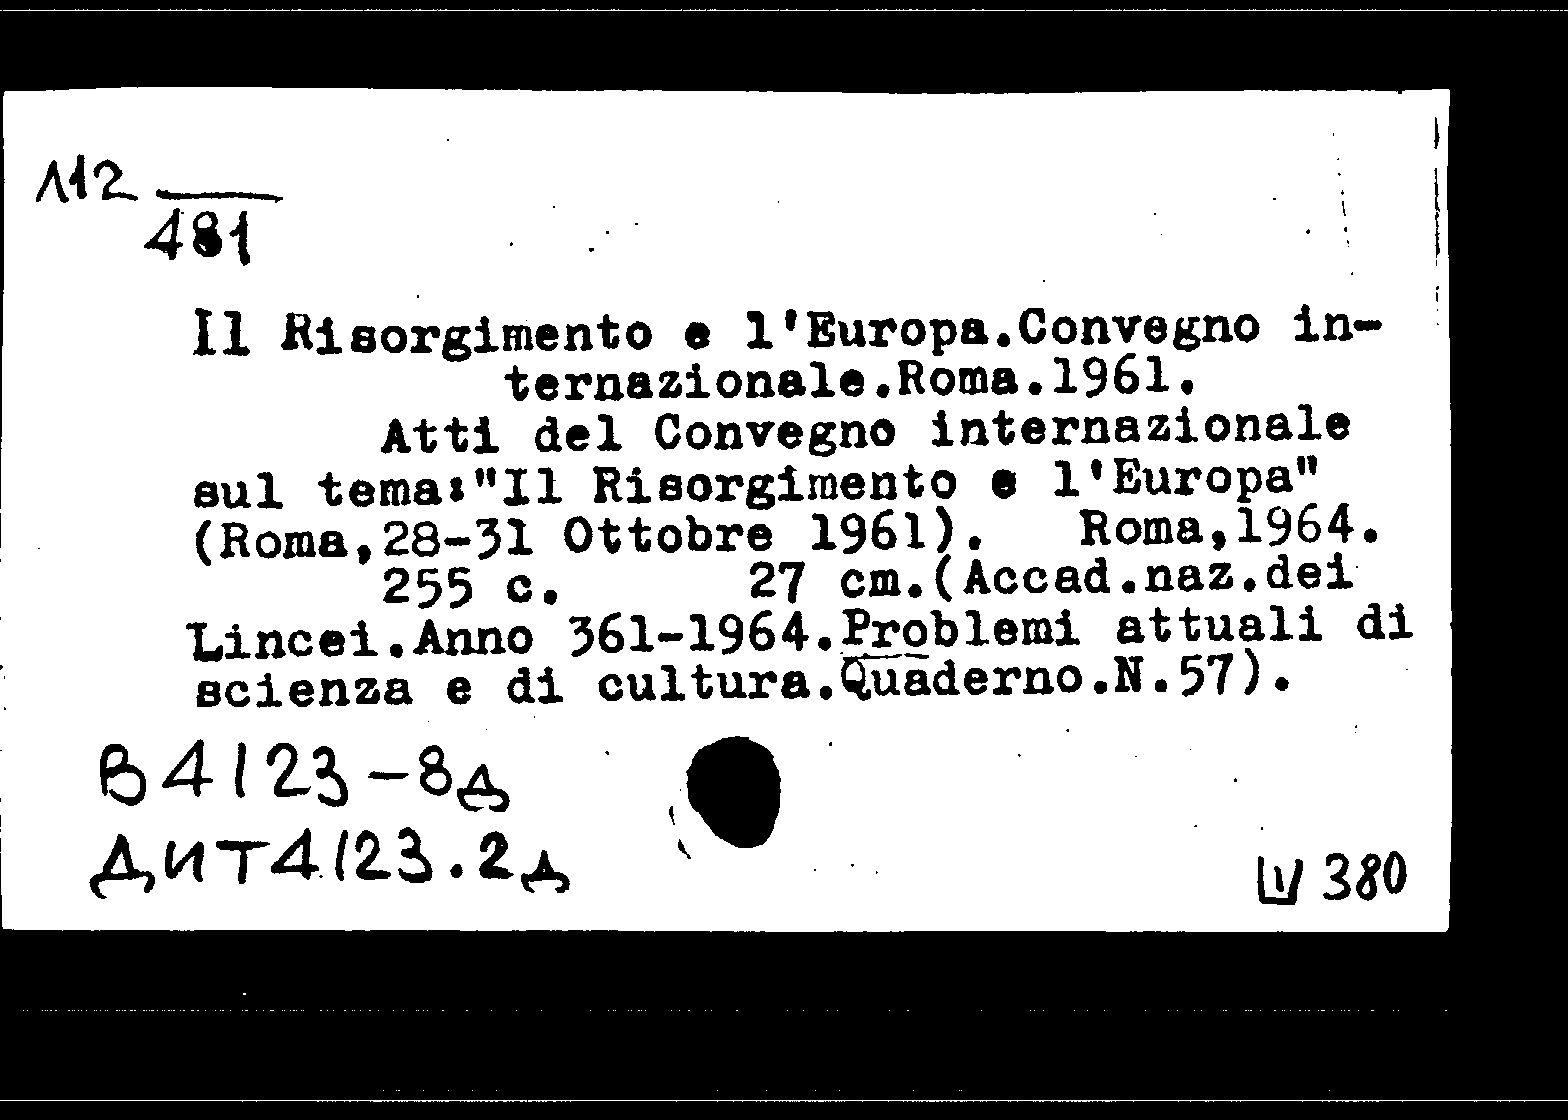 Л12
481
Il Risorgimento e l'Europa.Convegno in-
ternazionale.Roma.1961.
Atti del Convegno internazionale
sul tema:"Il Risorgimento e l'Europa"
(Roma,28-31 Ottobre 1961). Roma,1964.
255 c. 27 cm.(Accad.naz.dei
Lincei.Anno 361-1964.Problemi attuali di
scienza e di cultura.Quaderno.N.57).
В4123-8д
ДИТ4123.2д
380